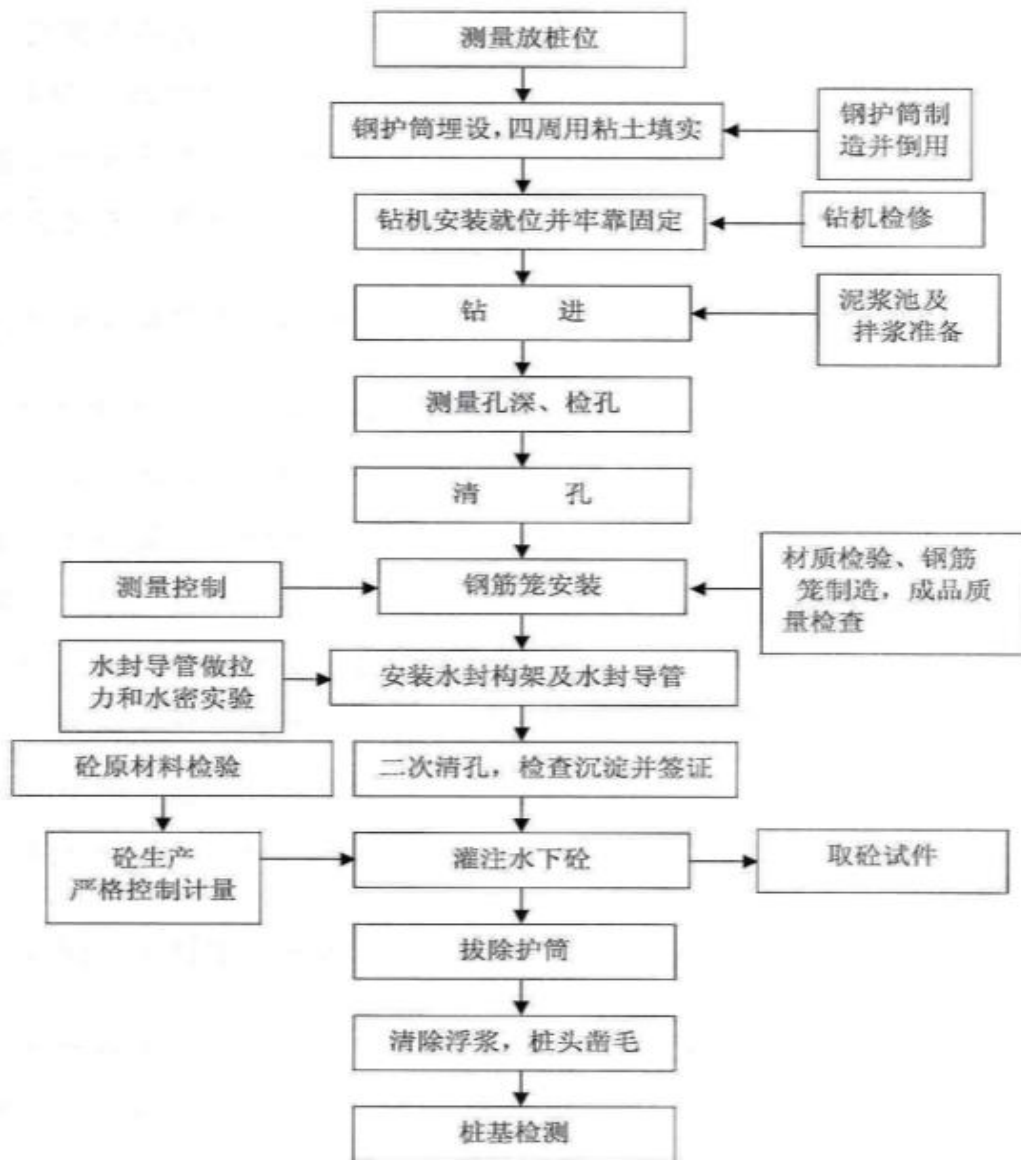 测量放桩位
钢护筒埋设，四周用粘土填实
钢护筒制
造并倒用
钻机安装就位并牢靠固定
钻机检修
钻 进
泥浆池及
拌浆准备
测量孔深、检孔
清 孔
测量控制
钢筋笼安装
材质检验、钢筋
笼制造，成品质
量检查
水封导管做拉
力和水密实验
安装水封构架及水封导管
砼原材料检验
二次清孔，检查沉淀并签证
砼生产
严格控制计量
灌注水下砼
取砼试件
拔除护筒
清除浮浆，桩头凿毛
桩基检测